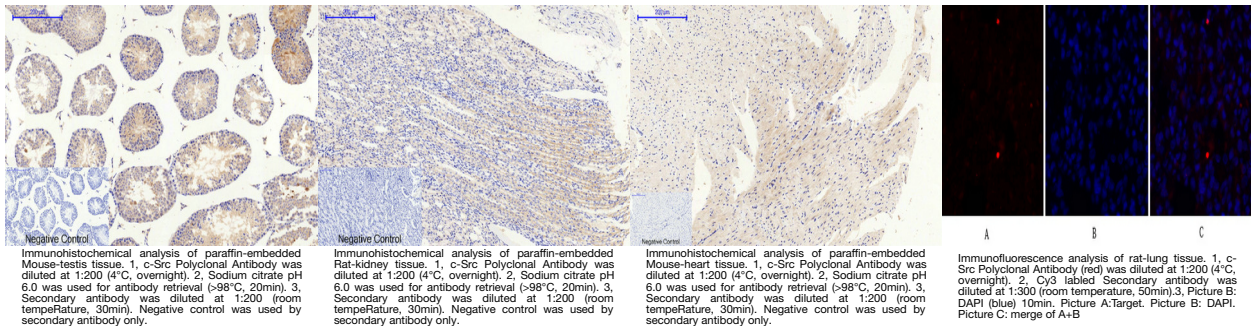 200 µm
200 µm
200 µm
Negative Control
Negative Control
Negative Control
A
B
C
Immunohistochemical analysis of paraffin-embedded
Mouse-testis tissue. 1, c-Src Polyclonal Antibody was
diluted at 1:200 (4°C, overnight). 2, Sodium citrate pH
6.0 was used for antibody retrieval (>98°C, 20min). 3,
Secondary antibody was diluted at 1:200 (room
tempeRature, 30min). Negative control was used by
secondary antibody only.
Immunohistochemical analysis of paraffin-embedded
Rat-kidney tissue. 1, c-Src Polyclonal Antibody was
diluted at 1:200 (4°C, overnight). 2, Sodium citrate pH
6.0 was used for antibody retrieval (>98°C, 20min). 3,
Secondary antibody was diluted at 1:200 (room
tempeRature, 30min). Negative control was used by
secondary antibody only.
Immunohistochemical analysis of paraffin-embedded
Mouse-heart tissue. 1, c-Src Polyclonal Antibody was
diluted at 1:200 (4°C, overnight). 2, Sodium citrate pH
6.0 was used for antibody retrieval (>98°C, 20min). 3,
Secondary antibody was diluted at 1:200 (room
tempeRature, 30min). Negative control was used by
secondary antibody only.
Immunofluorescence analysis of rat-lung tissue. 1, c-
Src Polyclonal Antibody (red) was diluted at 1:200 (4°C,
overnight). 2, Cy3 labled Secondary antibody was
diluted at 1:300 (room temperature, 50min).3, Picture B:
DAPI (blue) 10min. Picture A:Target. Picture B: DAPI.
Picture C: merge of A+B